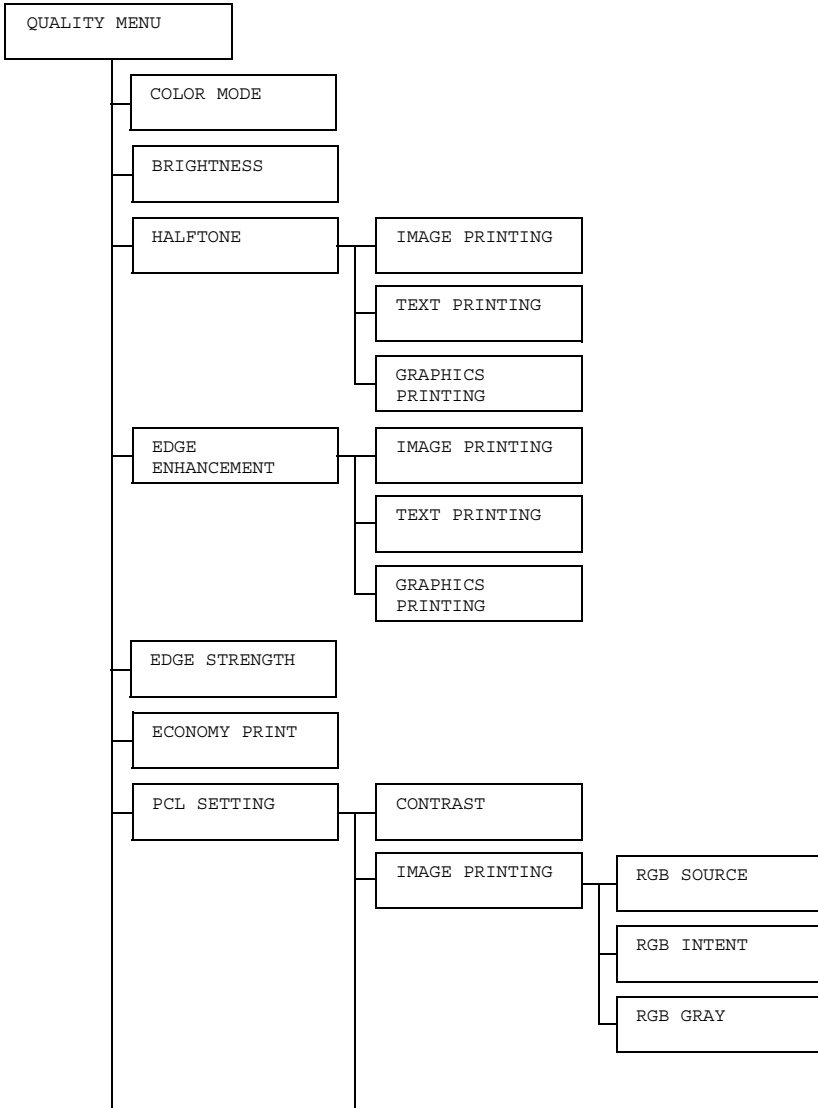 QUALITY MENU
COLOR MODE
BRIGHTNESS
HALFTONE
IMAGE PRINTING
TEXT PRINTING
GRAPHICS
PRINTING
EDGE
ENHANCEMENT
IMAGE PRINTING
TEXT PRINTING
GRAPHICS
PRINTING
EDGE STRENGTH
ECONOMY PRINT
PCL SETTING
CONTRAST
IMAGE PRINTING
RGB SOURCE
RGB INTENT
RGB GRAY